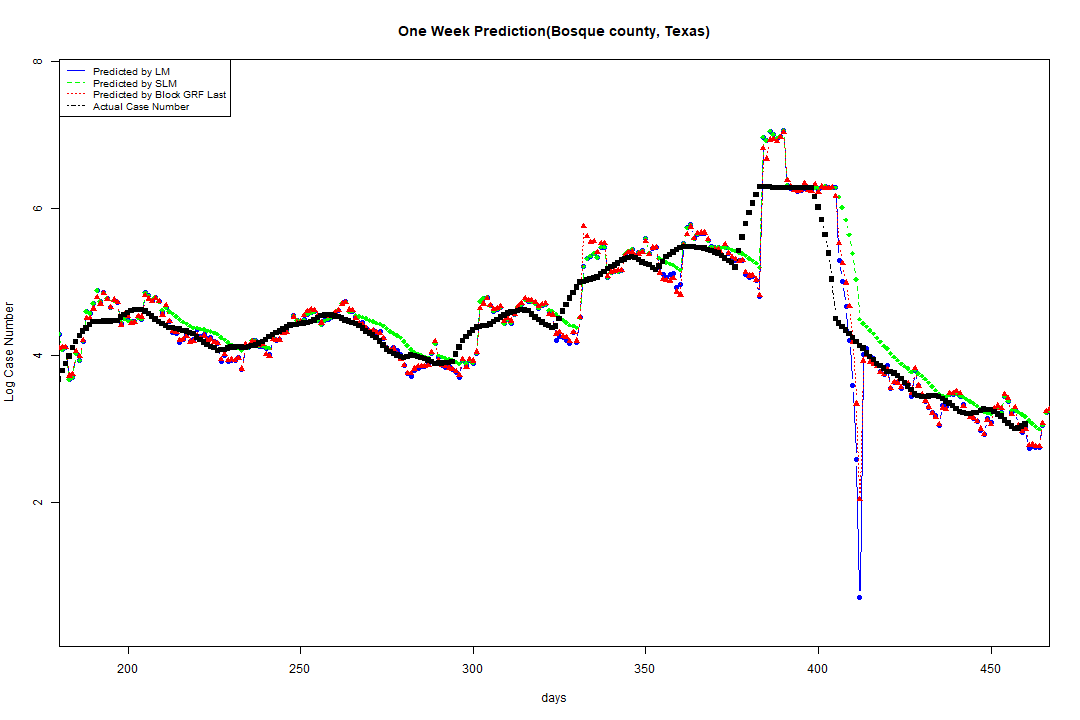 One Week Prediction(Bosque county, Texas)
Predicted by LM
Predicted by SLM
Predicted by Block GRF Last
Actual Case Number
8
6
4
2
Log Case Number
200 250 300 350 400 450
days